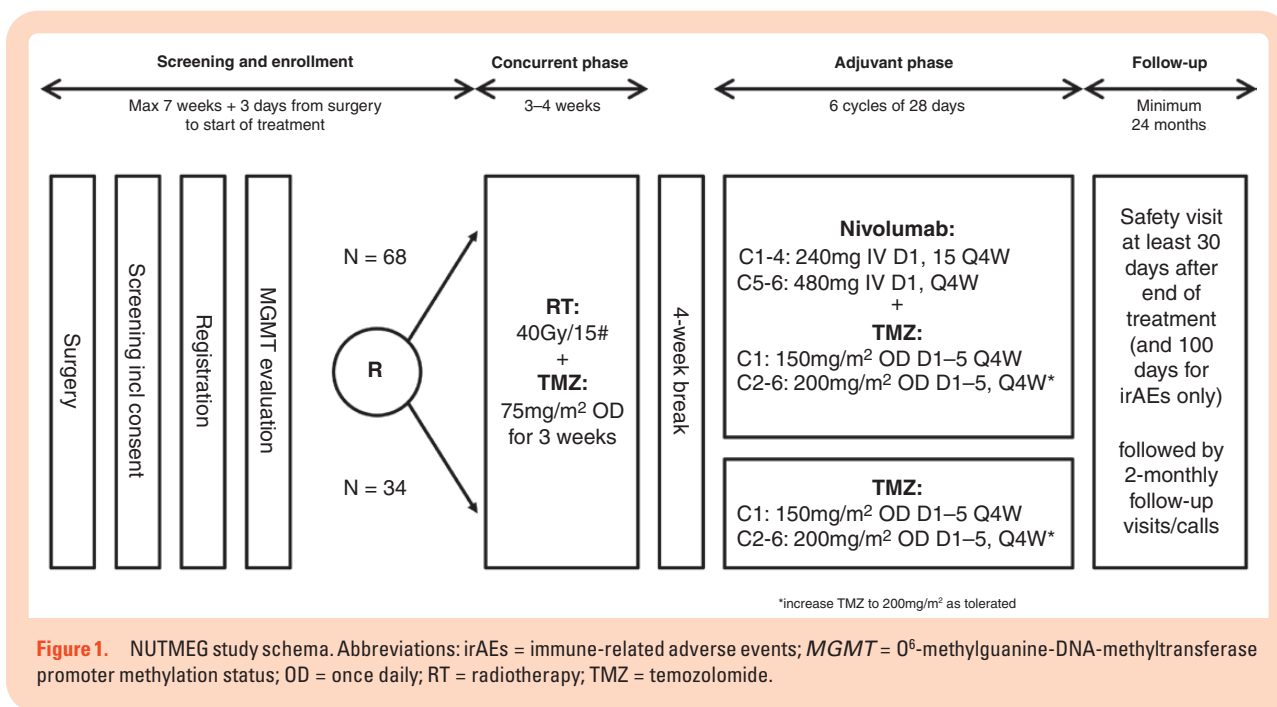 Screening and enrollment
Max 7 weeks + 3 days from surgery
to start of treatment
Concurrent phase
3–4 weeks
Adjuvant phase
6 cycles of 28 days
Follow-up
Minimum
24 months
Surgery
Screening incl consent
Registration
MGMT evaluation
N = 68
R
N = 34
RT:
40Gy/15#
+
TMZ:
75mg/m² OD
for 3 weeks
4-week break
Nivolumab:
C1-4: 240mg IV D1, 15 Q4W
C5-6: 480mg IV D1, Q4W
+
TMZ:
C1: 150mg/m² OD D1–5 Q4W
C2-6: 200mg/m² OD D1–5, Q4W*
TMZ:
C1: 150mg/m² OD D1–5 Q4W
C2-6: 200mg/m² OD D1–5, Q4W*
Safety visit
at least 30
days after
end of
treatment
(and 100
days for
irAEs only)
followed by
2-monthly
follow-up
visits/calls
*increase TMZ to 200mg/m² as tolerated
Figure 1. NUTMEG study schema. Abbreviations: irAEs = immune-related adverse events; MGMT = O⁶-methylguanine-DNA-methyltransferase
promoter methylation status; OD = once daily; RT = radiotherapy; TMZ = temozolomide.